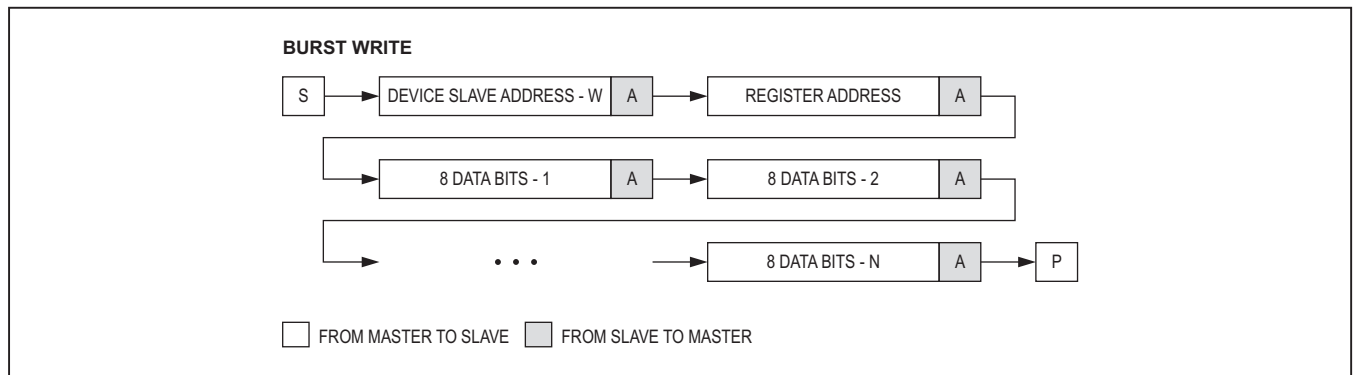 BURST WRITE
S DEVICE SLAVE ADDRESS - W A REGISTER ADDRESS A
8 DATA BITS - 1 A 8 DATA BITS - 2 A
• • • 8 DATA BITS - N A P
FROM MASTER TO SLAVE FROM SLAVE TO MASTER